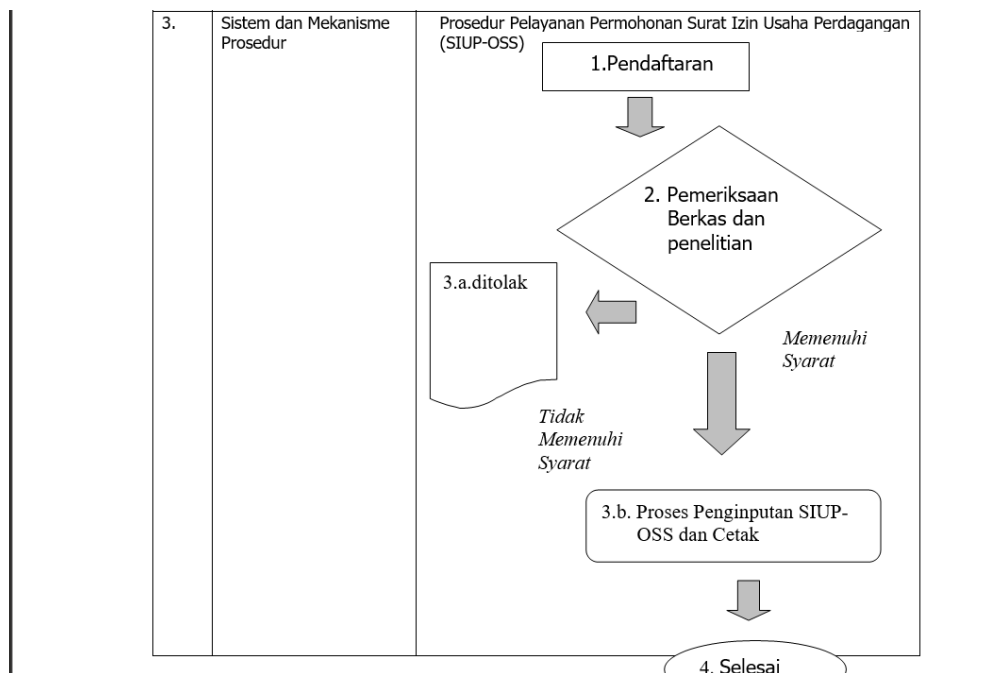 3.
Sistem dan Mekanisme
Prosedur
Prosedur Pelayanan Permohonan Surat Izin Usaha Perdagangan
(SIUP-OSS)
1.Pendaftaran
2. Pemeriksaan
Berkas dan
penelitian
3.a.ditolak
Memenuhi
Syarat
Tidak
Memenuhi
Syarat
3.b. Proses Penginputan SIUP-
OSS dan Cetak
4. Selesai